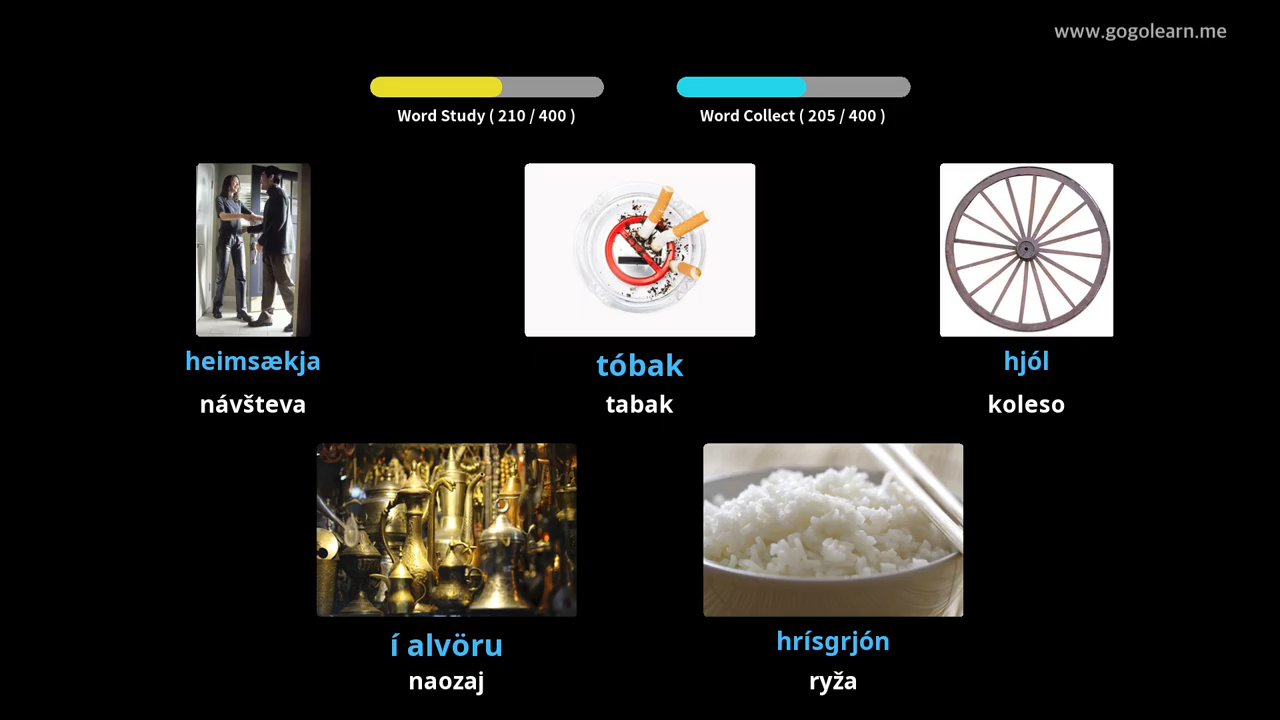 www.gogolearn.me
Word Study ( 210 / 400 )
Word Collect ( 205 / 400 )
heimsækja
návšteva
tóbak
tabak
hjól
koleso
í alvöru
naozaj
hrísgrjón
ryža